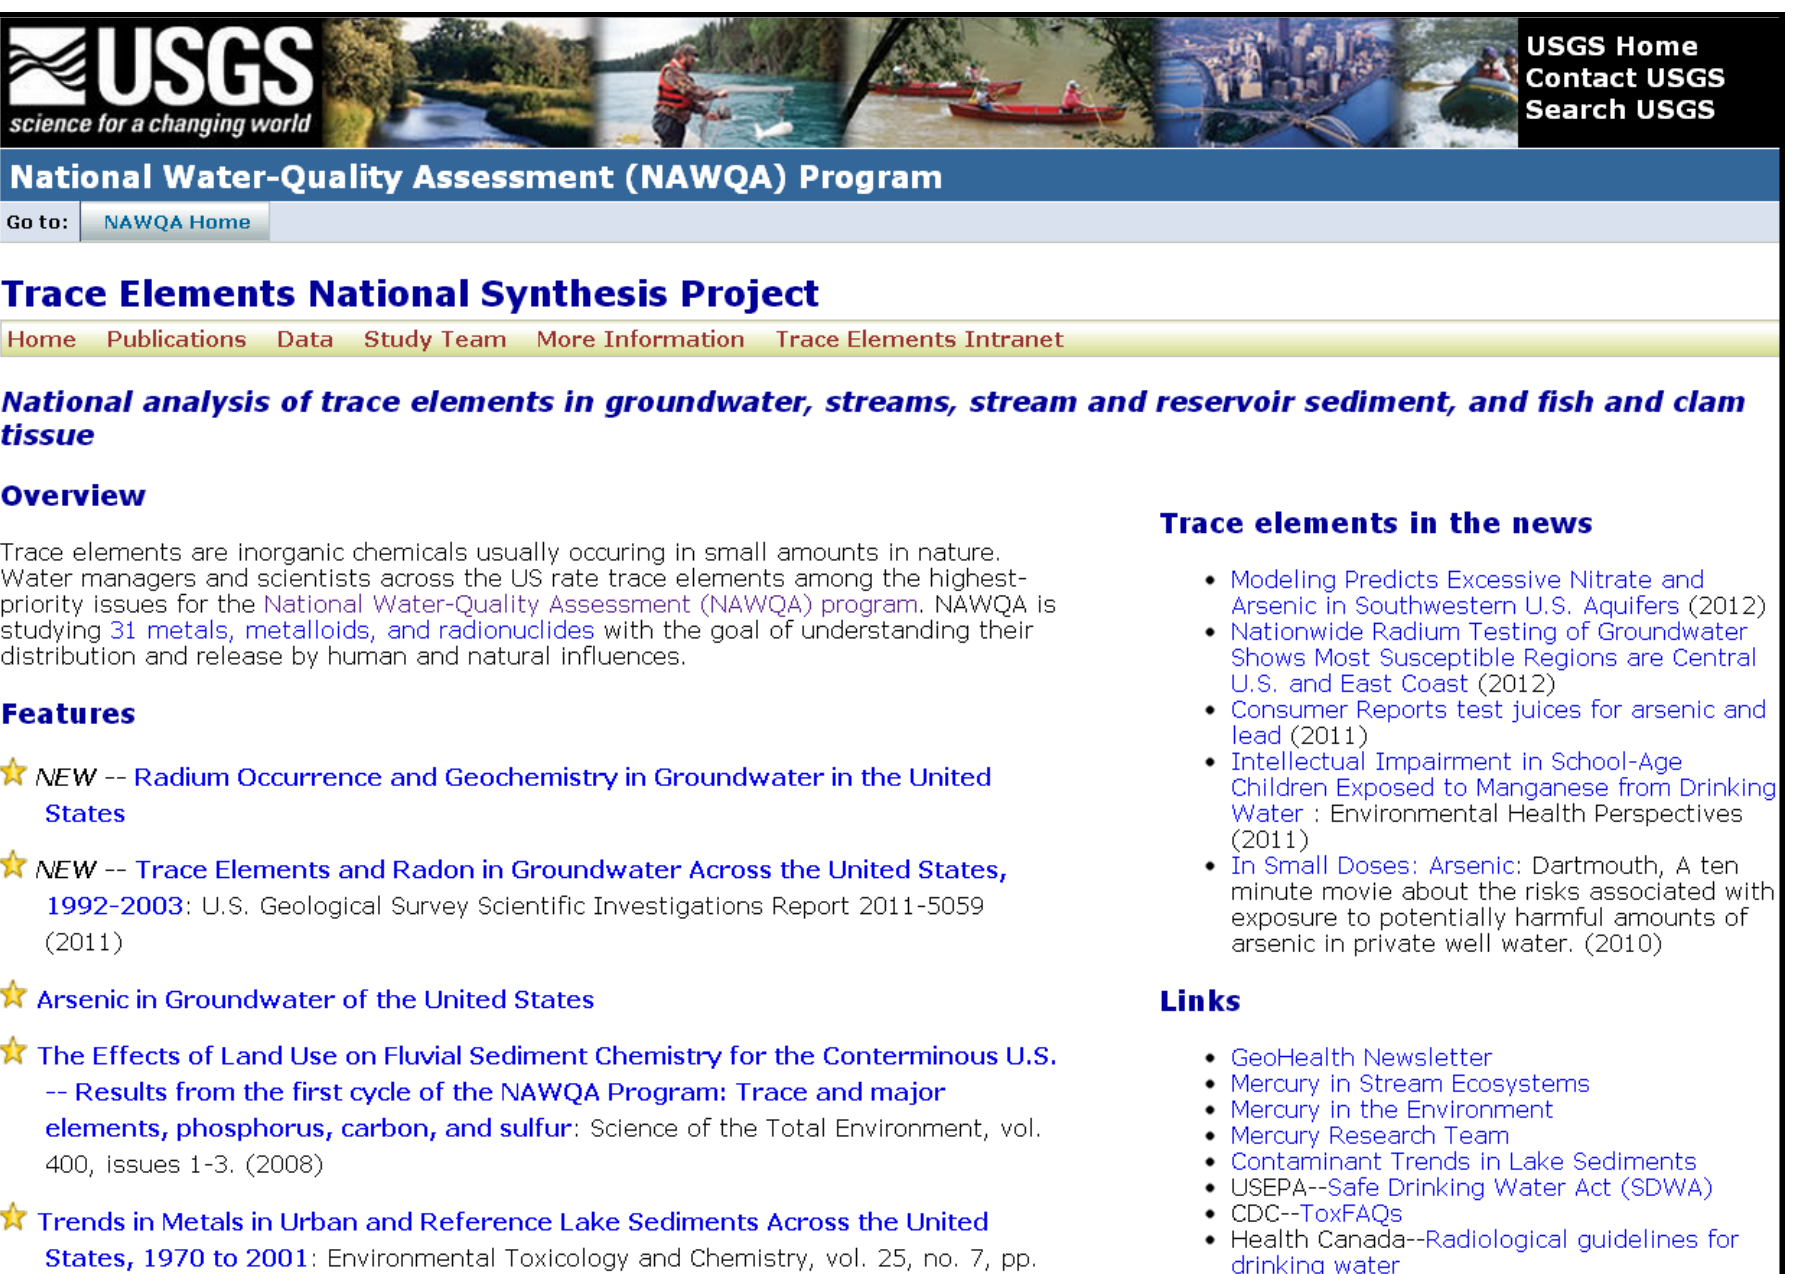 USGS
science for a changing world
USGS Home
Contact USGS
Search USGS
National Water-Quality Assessment (NAWQA) Program
Go to: NAWQA Home
Trace Elements National Synthesis Project
Home Publications Data Study Team More Information Trace Elements Intranet
National analysis of trace elements in groundwater, streams, stream and reservoir sediment, and fish and clam
tissue
Overview
Trace elements are inorganic chemicals usually occuring in small amounts in nature.
Water managers and scientists across the US rate trace elements among the highest-
priority issues for the National Water-Quality Assessment (NAWQA) program. NAWQA is
studying 31 metals, metalloids, and radionuclides with the goal of understanding their
distribution and release by human and natural influences.
Features
NEW -- Radium Occurrence and Geochemistry in Groundwater in the United
States
NEW -- Trace Elements and Radon in Groundwater Across the United States,
1992-2003: U.S. Geological Survey Scientific Investigations Report 2011-5059
(2011)
Arsenic in Groundwater of the United States
The Effects of Land Use on Fluvial Sediment Chemistry for the Conterminous U.S.
-- Results from the first cycle of the NAWQA Program: Trace and major
elements, phosphorus, carbon, and sulfur: Science of the Total Environment, vol.
400, issues 1-3. (2008)
Trends in Metals in Urban and Reference Lake Sediments Across the United
States, 1970 to 2001: Environmental Toxicology and Chemistry, vol. 25, no. 7, pp.
Trace elements in the news
Modeling Predicts Excessive Nitrate and
Arsenic in Southwestern U.S. Aquifers (2012)
Nationwide Radium Testing of Groundwater
Shows Most Susceptible Regions are Central
U.S. and East Coast (2012)
Consumer Reports test juices for arsenic and
lead (2011)
Intellectual Impairment in School-Age
Children Exposed to Manganese from Drinking
Water : Environmental Health Perspectives
(2011)
In Small Doses: Arsenic: Dartmouth, A ten
minute movie about the risks associated with
exposure to potentially harmful amounts of
arsenic in private well water. (2010)
Links
GeoHealth Newsletter
Mercury in Stream Ecosystems
Mercury in the Environment
Mercury Research Team
Contaminant Trends in Lake Sediments
USEPA--Safe Drinking Water Act (SDWA)
CDC--ToxFAQs
Health Canada--Radiological guidelines for
drinking water